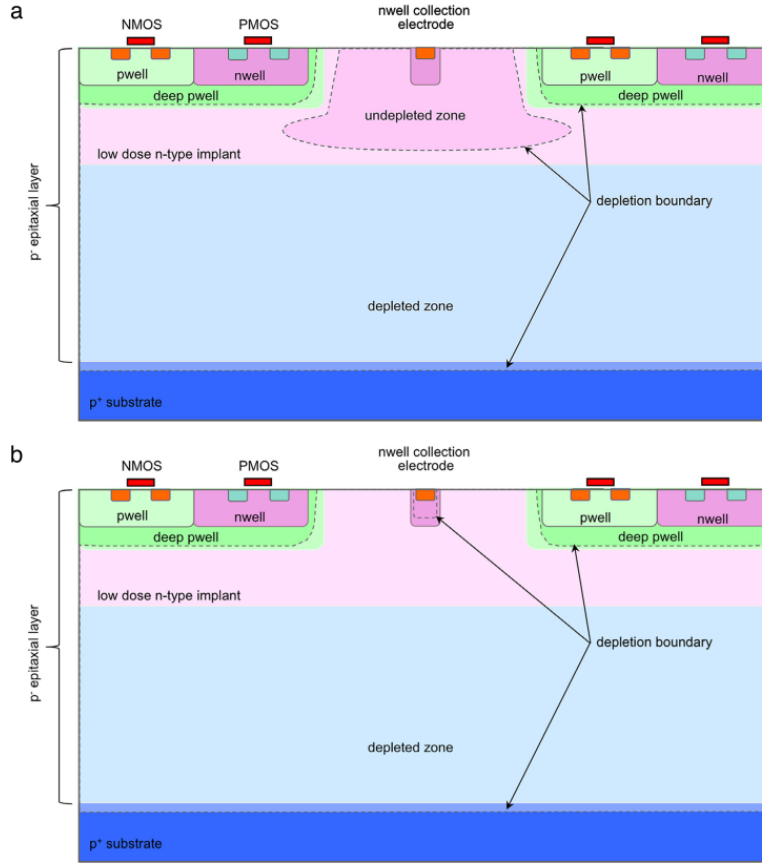 a
NMOS
PMOS
nwell collection
electrode
pwell
nwell
pwell
nwell
deep pwell
deep pwell
undepleted zone
low dose n-type implant
p- epitaxial layer
depletion boundary
depleted zone
p+ substrate
b
NMOS
PMOS
nwell collection
electrode
pwell
nwell
pwell
nwell
deep pwell
deep pwell
low dose n-type implant
p- epitaxial layer
depletion boundary
depleted zone
p+ substrate